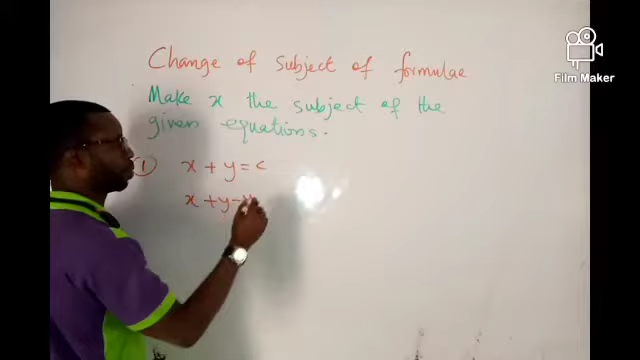 Change of subject of formulae
Make x the subject of the
given equations.
1 x + y = c
x + y - y
Film Maker